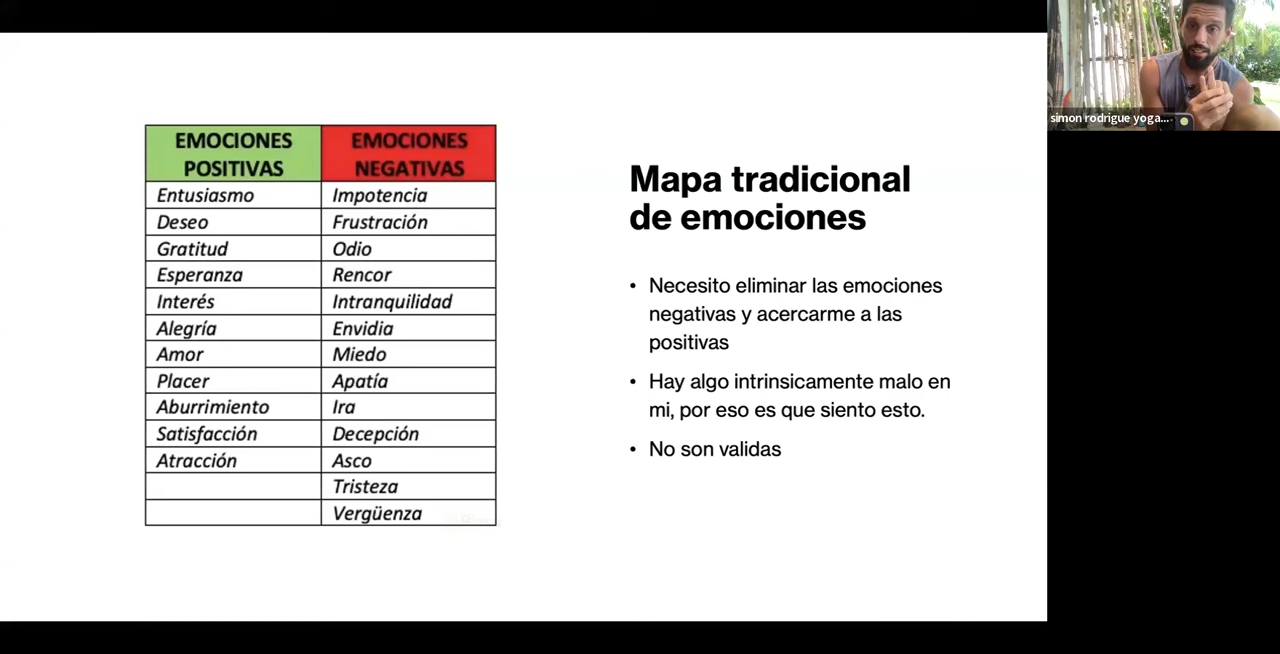 simon rodrigue yoga...
EMOCIONES POSITIVAS
EMOCIONES NEGATIVAS
Entusiasmo Impotencia
Deseo Frustración
Gratitud Odio
Esperanza Rencor
Interés Intranquilidad
Alegría Envidia
Amor Miedo
Placer Apatía
Aburrimiento Ira
Satisfacción Decepción
Atracción Asco
Tristeza
Vergüenza
Mapa tradicional
de emociones
• Necesito eliminar las emociones
negativas y acercarme a las
positivas
• Hay algo intrinsicamente malo en
mi, por eso es que siento esto.
• No son validas